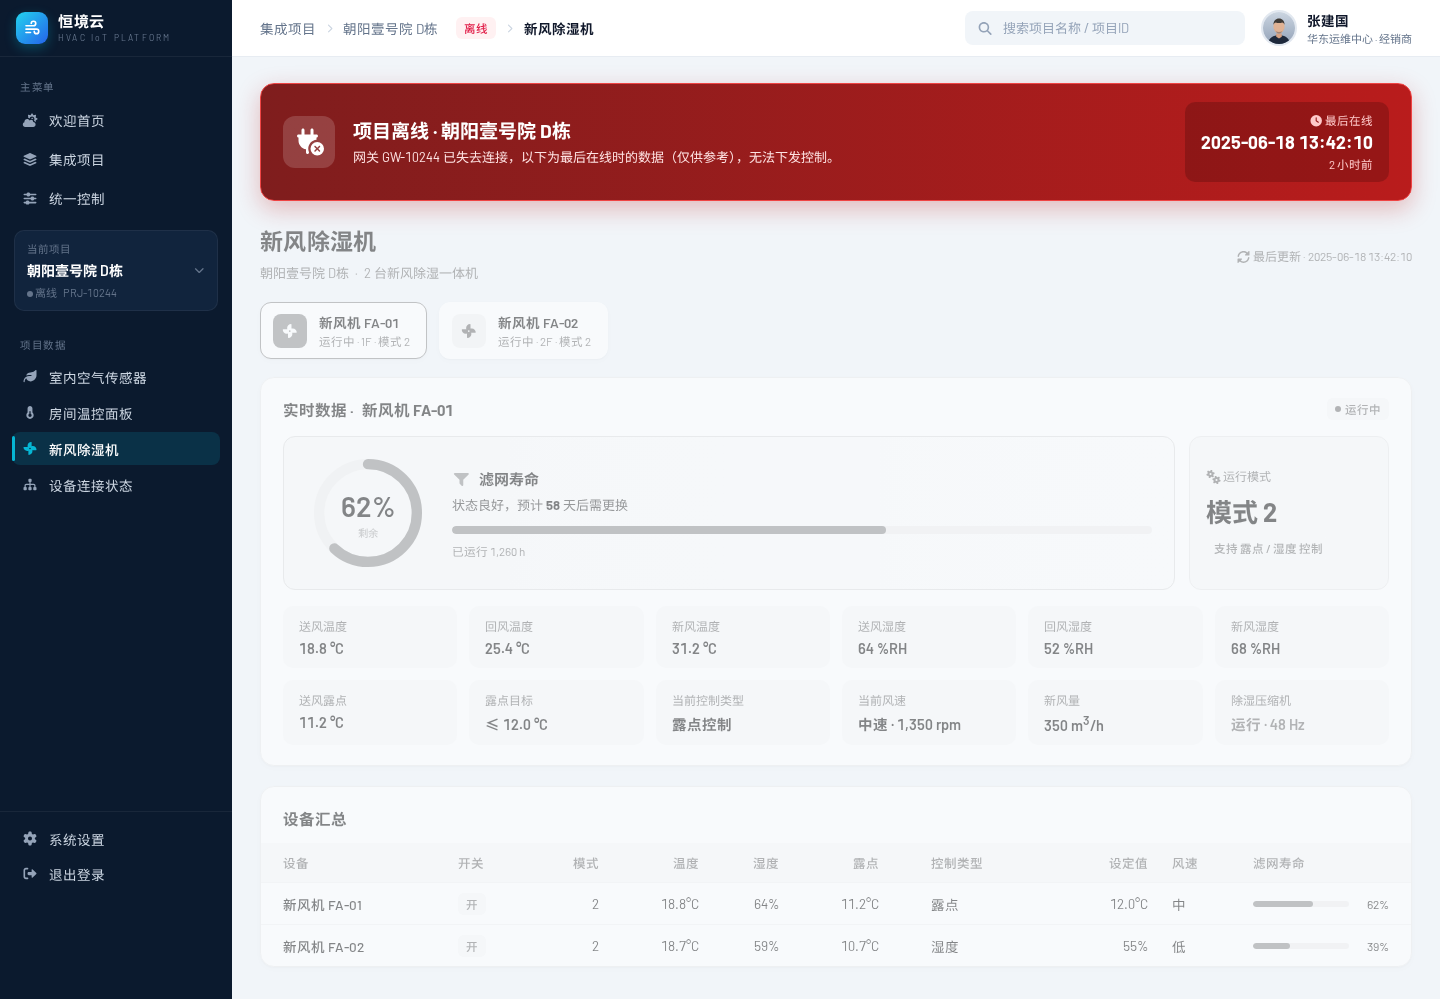 恒境云
HVAC IoT PLATFORM
主菜单
欢迎首页
集成项目
统一控制
当前项目
朝阳壹号院 D栋
离线 PRJ-10244
项目数据
室内空气传感器
房间温控面板
新风除湿机
设备连接状态
系统设置
退出登录
集成项目 朝阳壹号院 D栋 离线 新风除湿机
搜索项目名称 / 项目ID
张建国
华东运维中心 · 经销商
项目离线 · 朝阳壹号院 D栋
网关 GW-10244 已失去连接，以下为最后在线时的数据（仅供参考），无法下发控制。
最后在线
2025-06-18 13:42:10
2 小时前
新风除湿机
朝阳壹号院 D栋 · 2 台新风除湿一体机
最后更新 · 2025-06-18 13:42:10
新风机 FA-01
运行中 · 1F · 模式 2
新风机 FA-02
运行中 · 2F · 模式 2
实时数据 · 新风机 FA-01
运行中
62%
剩余
滤网寿命
状态良好，预计 58 天后需更换
已运行 1,260 h
运行模式
模式 2
支持 露点 / 湿度 控制
送风温度 回风温度 新风温度 送风湿度 回风湿度 新风湿度
18.8 °C 25.4 °C 31.2 °C 64 %RH 52 %RH 68 %RH
送风露点 露点目标 当前控制类型 当前风速 新风量 除湿压缩机
11.2 °C ≤ 12.0 °C 露点控制 中速 · 1,350 rpm 350 m³/h 运行 · 48 Hz
设备汇总
设备 开关 模式 温度 湿度 露点 控制类型 设定值 风速 滤网寿命
新风机 FA-01 开 2 18.8°C 64% 11.2°C 露点 12.0°C 中 62%
新风机 FA-02 开 2 18.7°C 59% 10.7°C 湿度 55% 低 39%